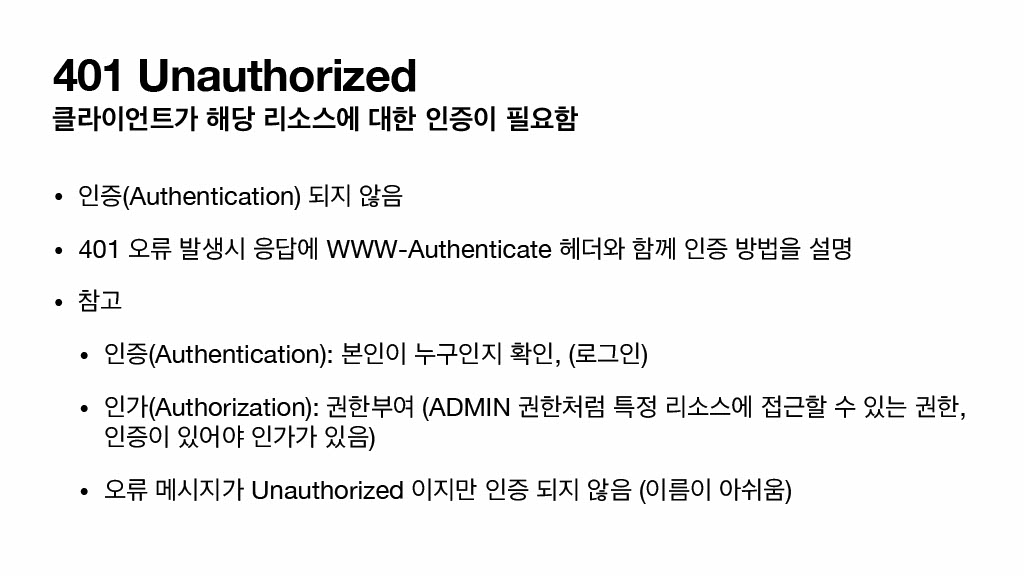 401 Unauthorized
클라이언트가 해당 리소스에 대한 인증이 필요함
• 인증(Authentication) 되지 않음
• 401 오류 발생시 응답에 WWW-Authenticate 헤더와 함께 인증 방법을 설명
• 참고
• 인증(Authentication): 본인이 누구인지 확인, (로그인)
• 인가(Authorization): 권한부여 (ADMIN 권한처럼 특정 리소스에 접근할 수 있는 권한,
인증이 있어야 인가가 있음)
• 오류 메시지가 Unauthorized 이지만 인증 되지 않음 (이름이 아쉬움)